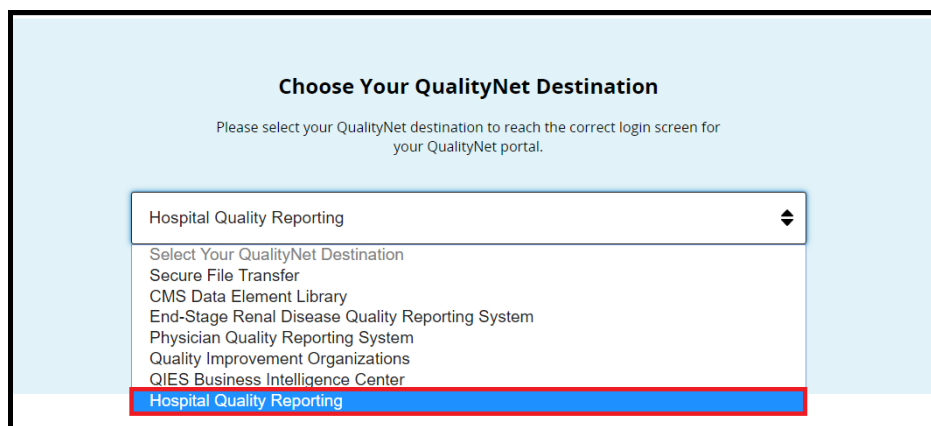 Choose Your QualityNet Destination
Please select your QualityNet destination to reach the correct login screen for
your QualityNet portal.
Hospital Quality Reporting
Select Your QualityNet Destination
Secure File Transfer
CMS Data Element Library
End-Stage Renal Disease Quality Reporting System
Physician Quality Reporting System
Quality Improvement Organizations
QIES Business Intelligence Center
Hospital Quality Reporting